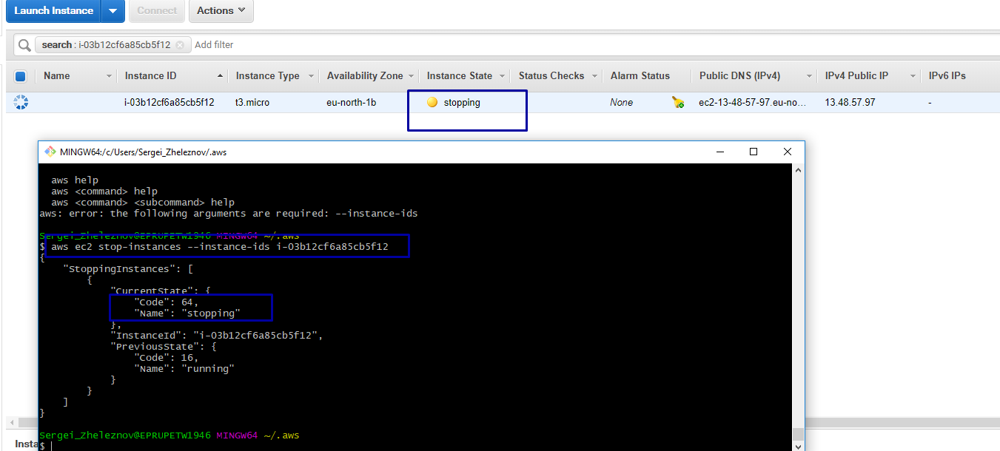 Launch Instance Connect Actions
search : i-03b12cf6a85cb5f12 Add filter
Name Instance ID Instance Type Availability Zone Instance State Status Checks Alarm Status Public DNS (IPv4) IPv4 Public IP IPv6 IPs
i-03b12cf6a85cb5f12 t3.micro eu-north-1b stopping None ec2-13-48-57-97.eu-no... 13.48.57.97 -
MINGW64:/c/Users/Sergei_Zheleznov/.aws
aws help
aws <command> help
aws <command> <subcommand> help
aws: error: the following arguments are required: --instance-ids
Sergei_Zheleznov@EPRUPETW1946 MINGW64 ~/.aws
$ aws ec2 stop-instances --instance-ids i-03b12cf6a85cb5f12
{
"StoppingInstances": [
{
"CurrentState": {
"Code": 64,
"Name": "stopping"
},
"InstanceId": "i-03b12cf6a85cb5f12",
"PreviousState": {
"Code": 16,
"Name": "running"
}
}
]
}
Sergei_Zheleznov@EPRUPETW1946 MINGW64 ~/.aws
$
Insta